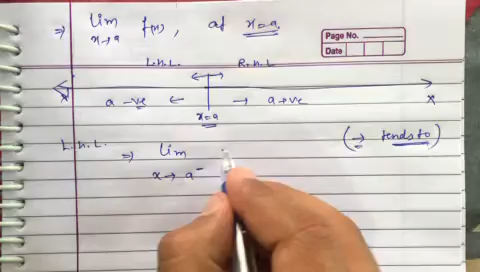 ⇒ lim f(x), at x=a.
x→a
Page No.
Date
L.H.L. R.H.L.
x a -ve ← → a+ve x
x=a
L.H.L. ⇒ lim (→ tends to)
x→ a⁻